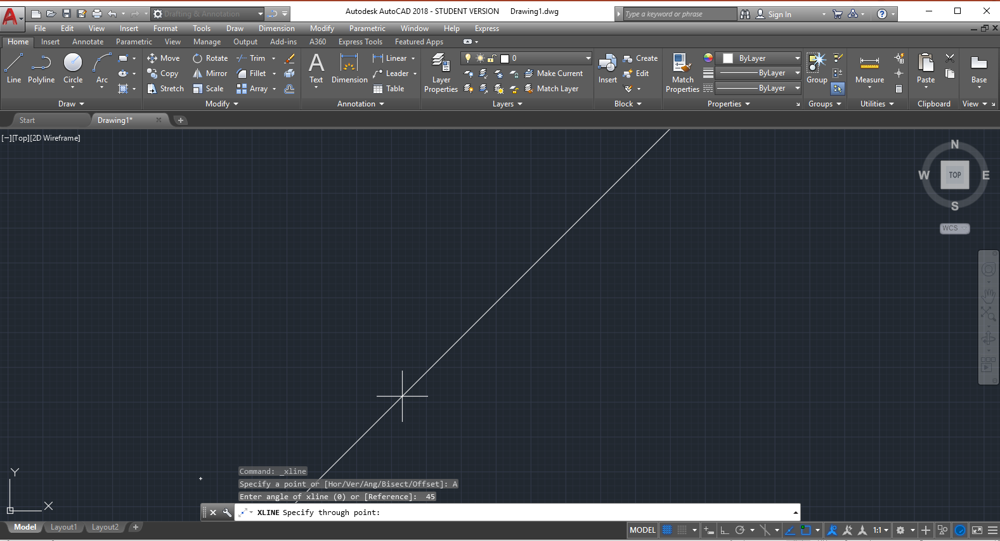 Drafting & Annotation
Autodesk AutoCAD 2018 - STUDENT VERSION Drawing1.dwg
Type a keyword or phrase
Sign In
File Edit View Insert Format Tools Draw Dimension Modify Parametric Window Help Express
Home Insert Annotate Parametric View Manage Output Add-ins A360 Express Tools Featured Apps
Move Rotate Trim Linear 0 Create ByLayer
Copy Mirror Fillet Leader Make Current Edit ByLayer
Line Polyline Circle Arc Text Dimension Layer Properties Insert Match Properties Group Measure Paste Base
Stretch Scale Array Table Match Layer ByLayer
Draw Modify Annotation Layers Block Properties Groups Utilities Clipboard View
Start Drawing1*
[−][Top][2D Wireframe]
N
W TOP E
S
WCS
Y
X
Command: _xline
Specify a point or [Hor/Ver/Ang/Bisect/Offset]: A
Enter angle of xline (0) or [Reference]: 45
XLINE Specify through point:
Model Layout1 Layout2 +
MODEL 1:1